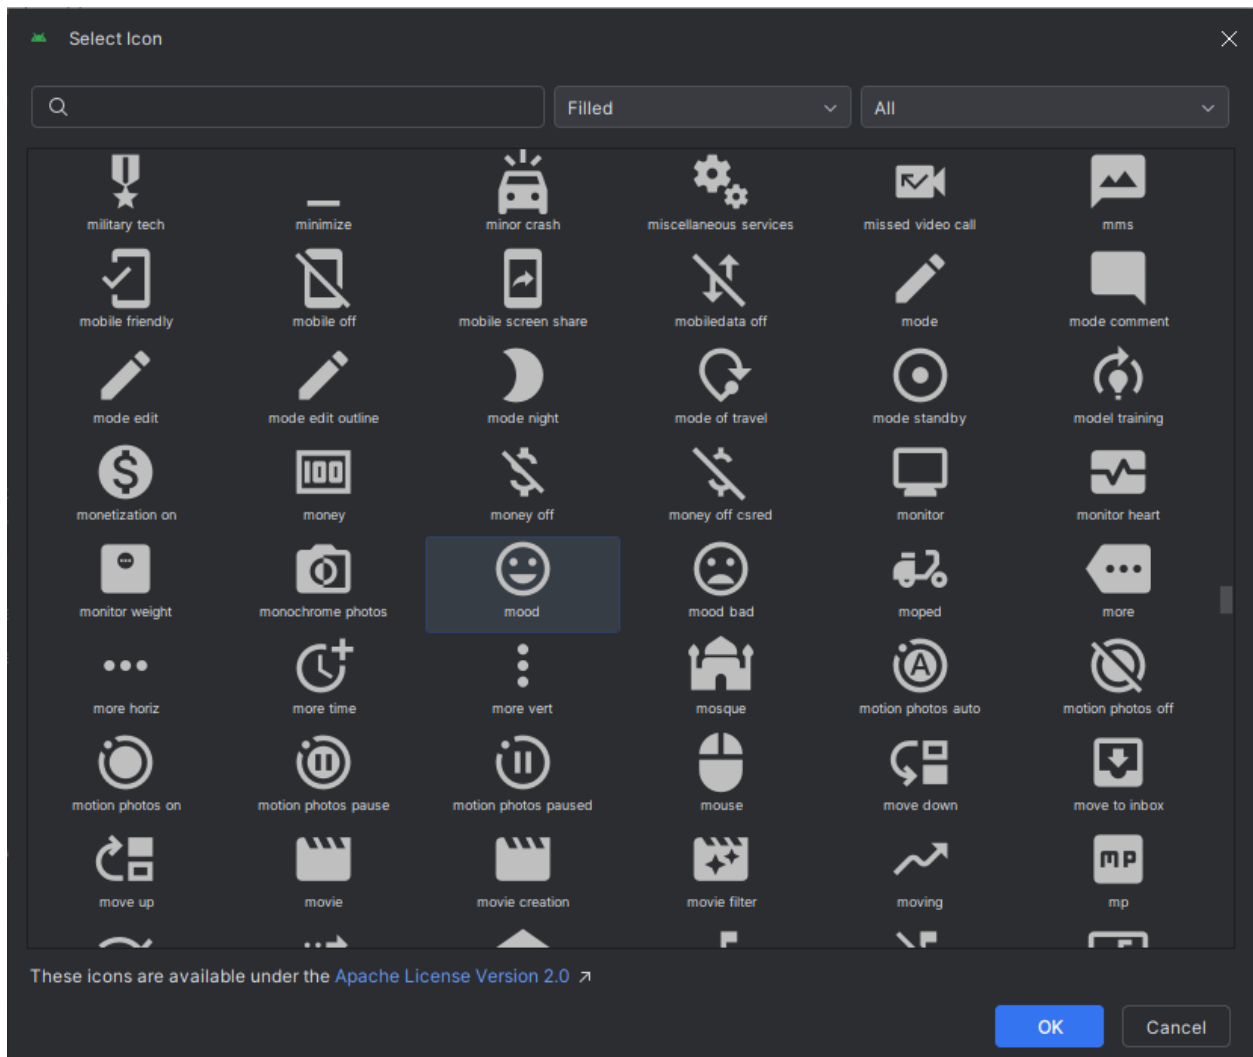 Select Icon
Filled
All
military tech
minimize
minor crash
miscellaneous services
missed video call
mms
mobile friendly
mobile off
mobile screen share
mobiledata off
mode
mode comment
mode edit
mode edit outline
mode night
mode of travel
mode standby
model training
$
100
monetization on
money
money off
money off csred
monitor
monitor heart
monitor weight
monochrome photos
mood
mood bad
moped
more
A
more horiz
more time
more vert
mosque
motion photos auto
motion photos off
motion photos on
motion photos pause
motion photos paused
mouse
move down
move to inbox
mp
move up
movie
movie creation
movie filter
moving
mp
These icons are available under the Apache License Version 2.0 ↗
OK
Cancel